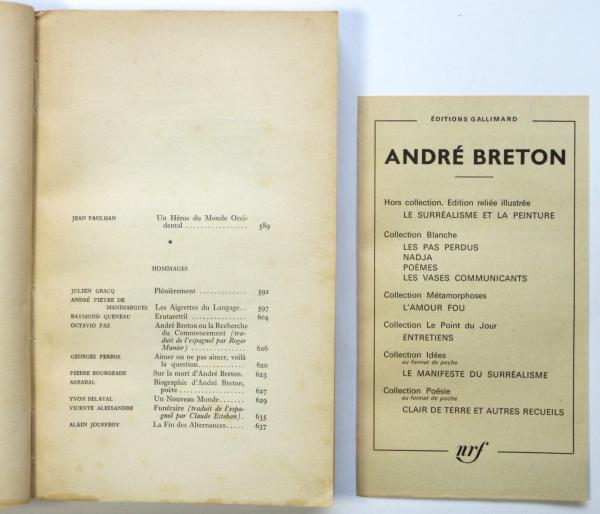 JEAN PAULHAN Un Héros du Monde Occi-
dental ................. 589
*
HOMMAGES
JULIEN GRACQ Plénièrement ............. 592
ANDRÉ PIEYRE DE
MANDIARGUES Les Aigrettes du Langage.. 597
RAYMOND QUENEAU Erutarettil ............... 604
OCTAVIO PAZ André Breton ou la Recherche
du Commencement (tra-
duit de l'espagnol par Roger
Munier) ................ 606
GEORGES PERROS Aimer ou ne pas aimer, voilà
la question............. 620
PIERRE BOURGEADE Sur la mort d'André Breton. 623
ARRABAL Biographie d'André Breton,
poète .................. 627
YVON BELAVAL Un Nouveau Monde....... 629
VICENTE ALEIXANDRE Funéraire (traduit de l'espa-
gnol par Claude Esteban). 635
ALAIN JOUFFROY La Fin des Alternances..... 637
ÉDITIONS GALLIMARD
ANDRÉ BRETON
Hors collection. Edition reliée illustrée
LE SURRÉALISME ET LA PEINTURE
Collection Blanche
LES PAS PERDUS
NADJA
POÈMES
LES VASES COMMUNICANTS
Collection Métamorphoses
L'AMOUR FOU
Collection Le Point du Jour
ENTRETIENS
Collection Idées
au format de poche
LE MANIFESTE DU SURRÉALISME
Collection Poésie
au format de poche
CLAIR DE TERRE ET AUTRES RECUEILS
nrf